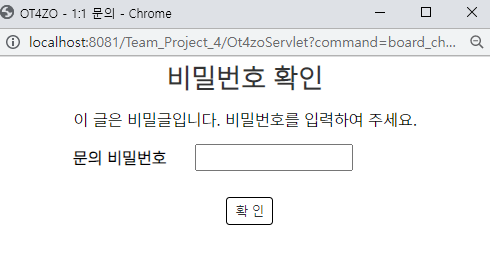 OT4ZO - 1:1 문의 - Chrome
localhost:8081/Team_Project_4/Ot4zoServlet?command=board_ch...
비밀번호 확인
이 글은 비밀글입니다. 비밀번호를 입력하여 주세요.
문의 비밀번호
확 인